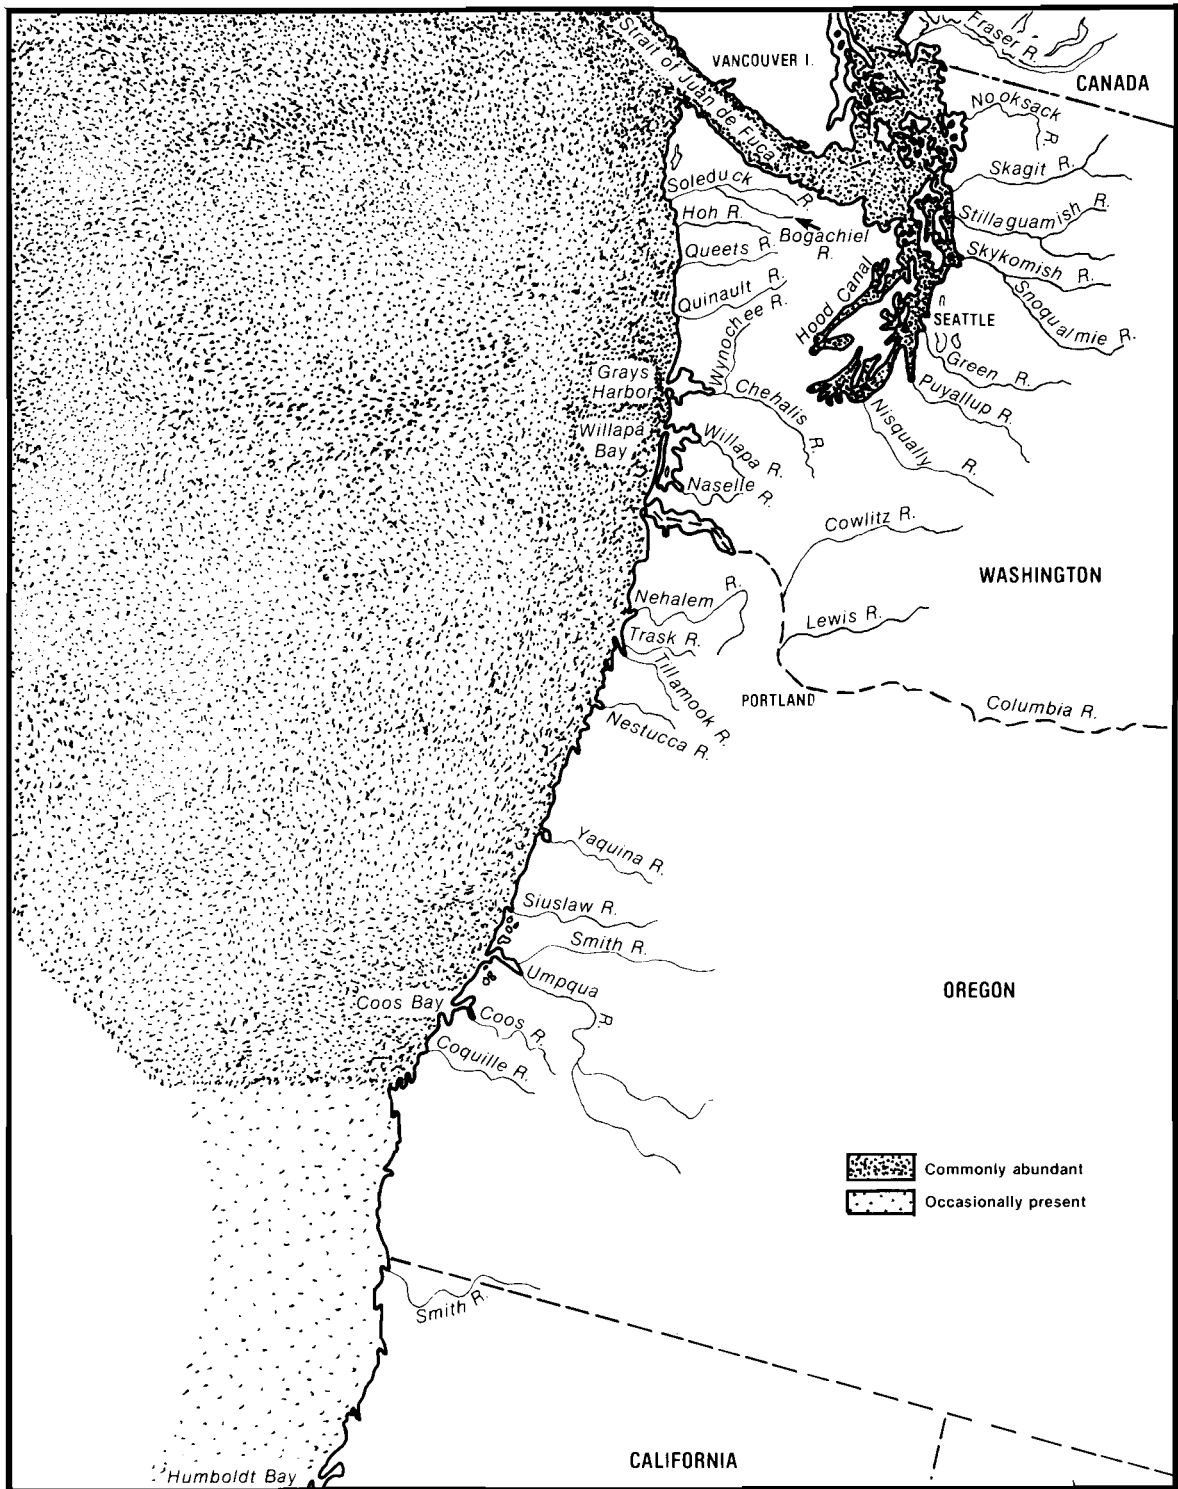 Strait of Juan de Fuca
VANCOUVER I.
Fraser R.
CANADA
Nooksack R.
Skagit R.
Stillaguamish R.
Skykomish R.
Snoqualmie R.
Soleduck R.
Hoh R.
Bogachiel R.
Queets R.
Quinault R.
Hood Canal
SEATTLE
Green R.
Puyallup R.
Nisqually R.
Wynochee R.
Grays Harbor
Chehalis R.
Willapa Bay
Willapa R.
Naselle R.
Cowlitz R.
WASHINGTON
Nehalem R.
Lewis R.
Trask R.
Tillamook R.
PORTLAND
Columbia R.
Nestucca R.
Yaquina R.
Siuslaw R.
Smith R.
Umpqua R.
OREGON
Coos Bay
Coos R.
Coquille R.
Commonly abundant
Occasionally present
Smith R.
CALIFORNIA
Humboldt Bay